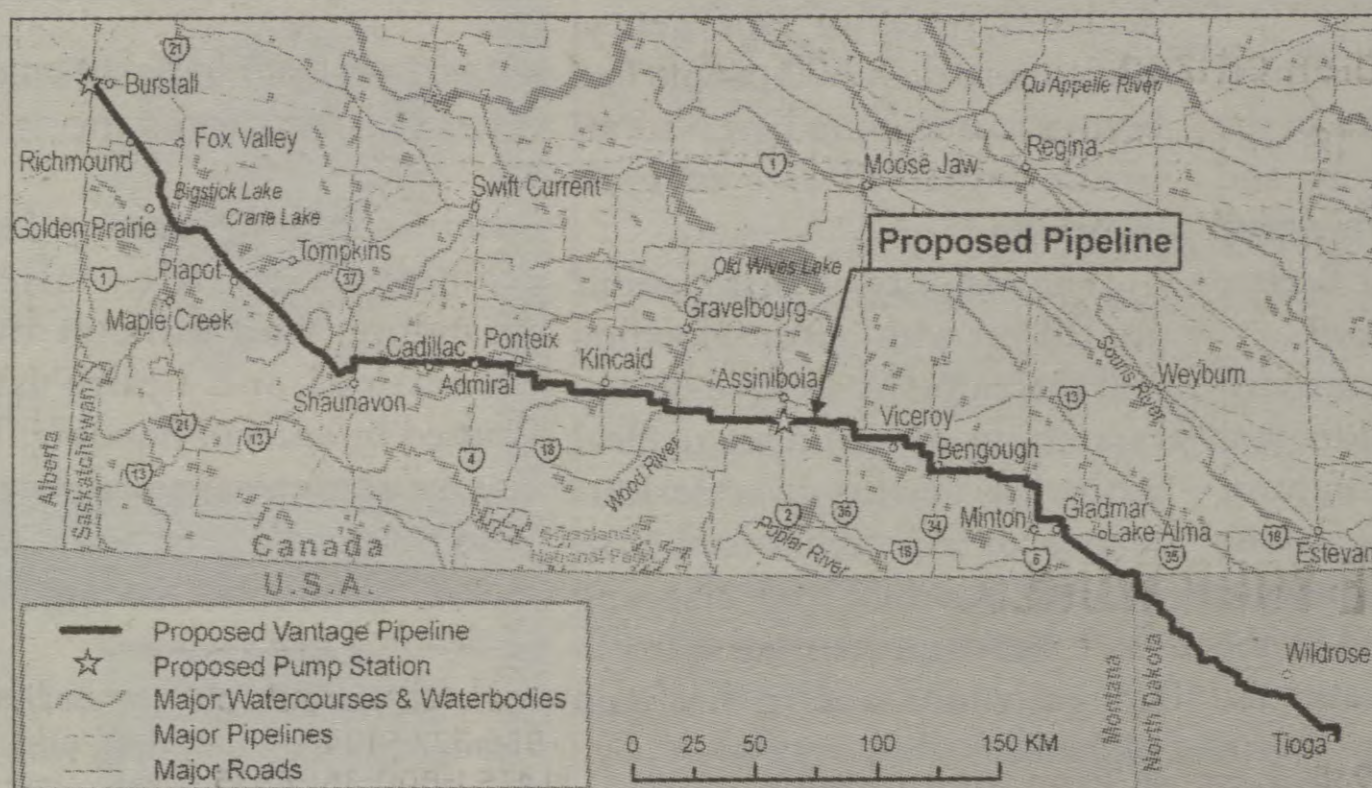 21
Burstall
Qu'Appelle River
Richmound
Fox Valley
1
Moose Jaw
Regina
Bigstick Lake
Swift Current
Golden Prairie
Crane Lake
Tompkins
Proposed Pipeline
1
Piapot
37
Old Wives Lake
Maple Creek
Gravelbourg
Cadillac
Ponteix
Kincaid
Souris River
Admiral
Assiniboia
Weyburn
Shaunavon
13
Viceroy
21
13
4
18
Wood River
Bengough
Alberta
Saskatchewan
13
2
36
34
Minton
Gladmar
Lake Alma
18
Estevan
Grasslands
National Park
Poplar River
18
6
35
Canada
U.S.A.
Proposed Vantage Pipeline
Proposed Pump Station
Major Watercourses & Waterbodies
Major Pipelines
Major Roads
Montana
North Dakota
Wildrose
Tioga
0 25 50 100 150 KM